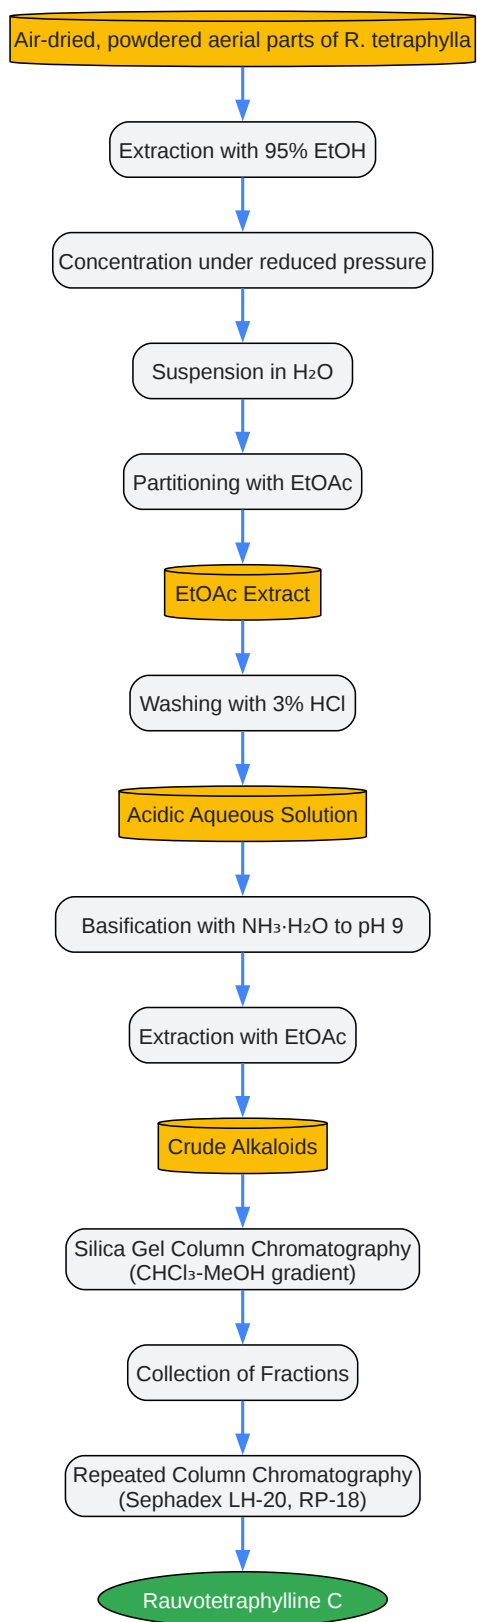 Air-dried, powdered aerial parts of R. tetraphylla
Extraction with 95% EtOH
Concentration under reduced pressure
Suspension in H₂O
Partitioning with EtOAc
EtOAc Extract
Washing with 3% HCl
Acidic Aqueous Solution
Basification with NH₃·H₂O to pH 9
Extraction with EtOAc
Crude Alkaloids
Silica Gel Column Chromatography
(CHCl₃-MeOH gradient)
Collection of Fractions
Repeated Column Chromatography
(Sephadex LH-20, RP-18)
Rauvotetraphylline C